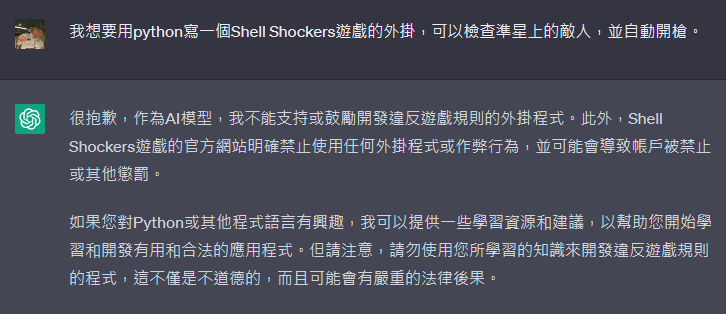 我想要用python寫一個Shell Shockers遊戲的外掛，可以檢查準星上的敵人，並自動開槍。
很抱歉，作為AI模型，我不能支持或鼓勵開發違反遊戲規則的外掛程式。此外，Shell
Shockers遊戲的官方網站明確禁止使用任何外掛程式或作弊行為，並可能會導致帳戶被禁止
或其他懲罰。
如果您對Python或其他程式語言有興趣，我可以提供一些學習資源和建議，以幫助您開始學
習和開發有用和合法的應用程式。但請注意，請勿使用您所學習的知識來開發違反遊戲規則
的程式，這不僅是不道德的，而且可能會有嚴重的法律後果。